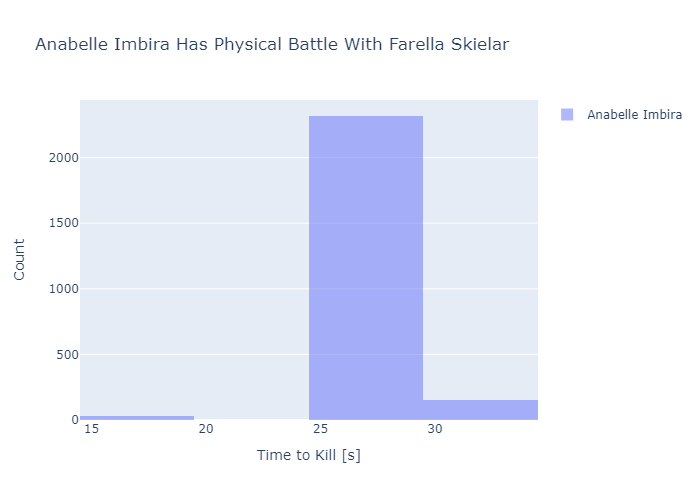 Anabelle Imbira Has Physical Battle With Farella Skielar
Anabelle Imbira
2000
1500
1000
500
0
Count
15 20 25 30
Time to Kill [s]